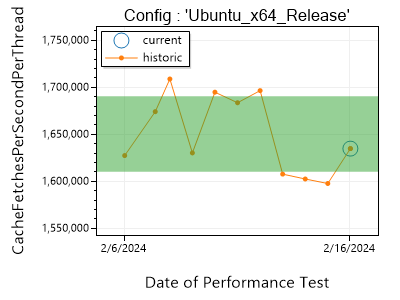 Config : 'Ubuntu_x64_Release'
CacheFetchesPerSecondPerThread
1,750,000
1,700,000
1,650,000
1,600,000
1,550,000
current
historic
2/6/2024
2/16/2024
Date of Performance Test